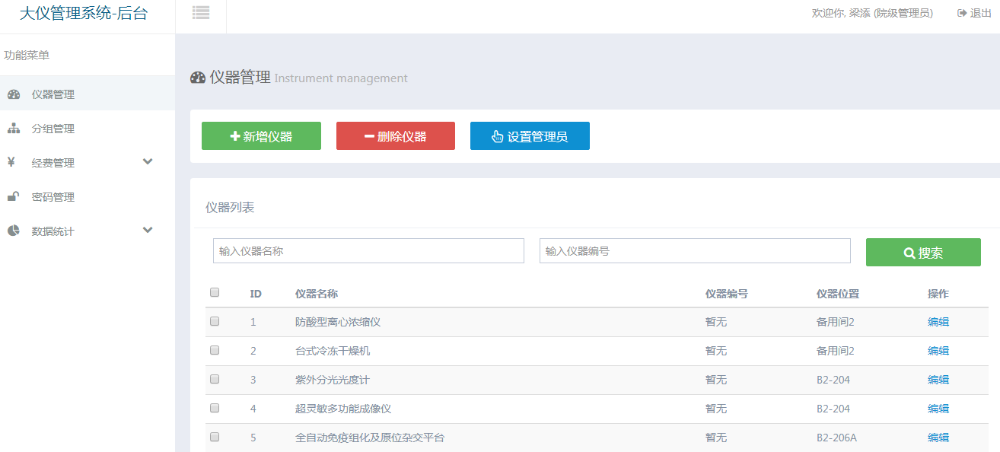 大仪管理系统-后台
欢迎你, 梁添 (院级管理员) 退出
功能菜单
仪器管理
分组管理
经费管理
密码管理
数据统计
仪器管理 Instrument management
新增仪器 删除仪器 设置管理员
仪器列表
输入仪器名称 输入仪器编号 搜索
ID 仪器名称 仪器编号 仪器位置 操作
1 防酸型离心浓缩仪 暂无 备用间2 编辑
2 台式冷冻干燥机 暂无 备用间2 编辑
3 紫外分光光度计 暂无 B2-204 编辑
4 超灵敏多功能成像仪 暂无 B2-204 编辑
5 全自动免疫组化及原位杂交平台 暂无 B2-206A 编辑